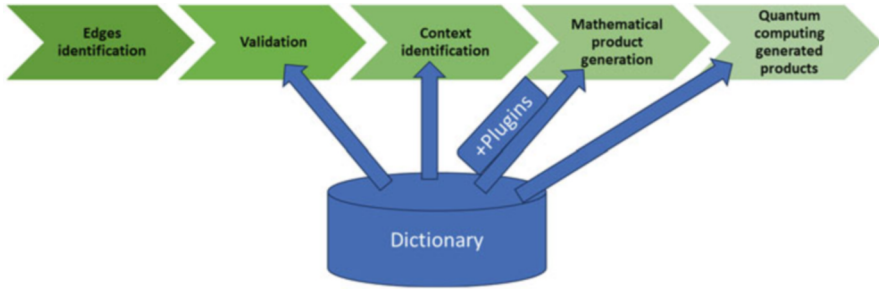 Edges
identification
Validation
Context
identification
Mathematical
product
generation
Quantum
computing
generated
products
+Plugins
Dictionary